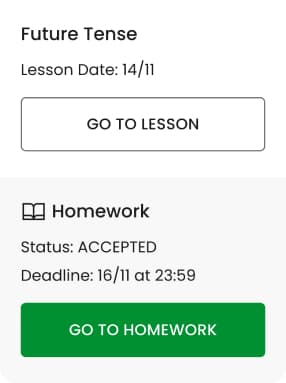 Future Tense
Lesson Date: 14/11
GO TO LESSON
Homework
Status: ACCEPTED
Deadline: 16/11 at 23:59
GO TO HOMEWORK